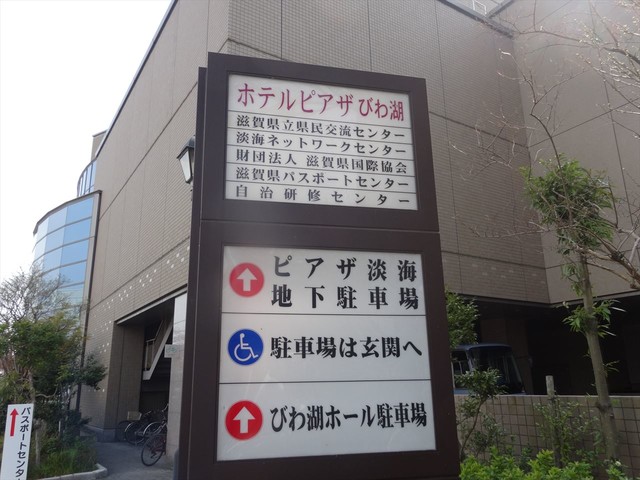 ホテルピアザびわ湖
滋賀県立県民交流センター
淡海ネットワークセンター
財団法人 滋賀県国際協会
滋賀県パスポートセンター
自治研修センター
ピアザ淡海
地下駐車場
駐車場は玄関へ
びわ湖ホール駐車場
パスポートセンタ